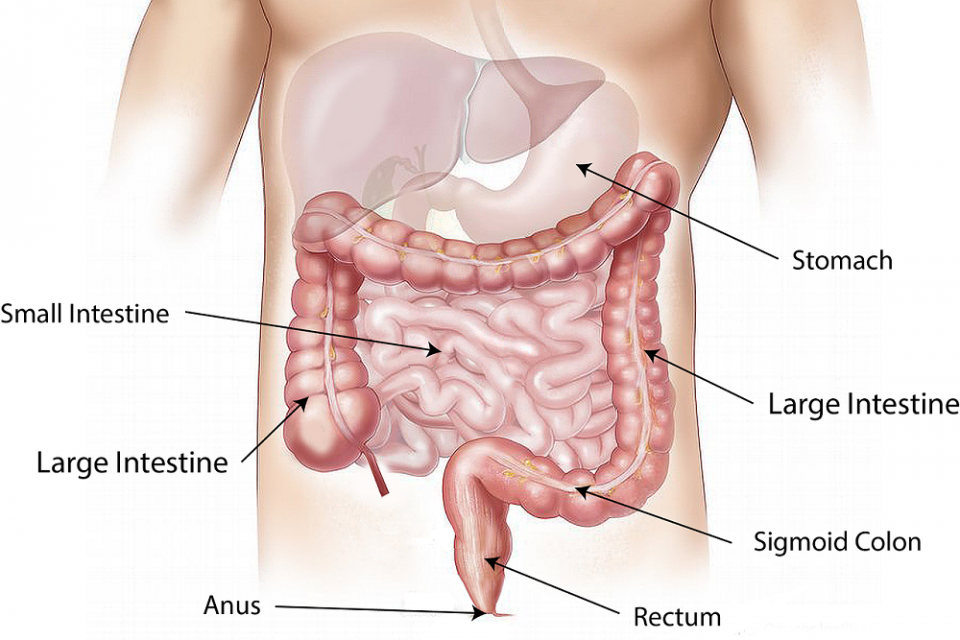 Stomach
Small Intestine
Large Intestine
Large Intestine
Sigmoid Colon
Anus
Rectum